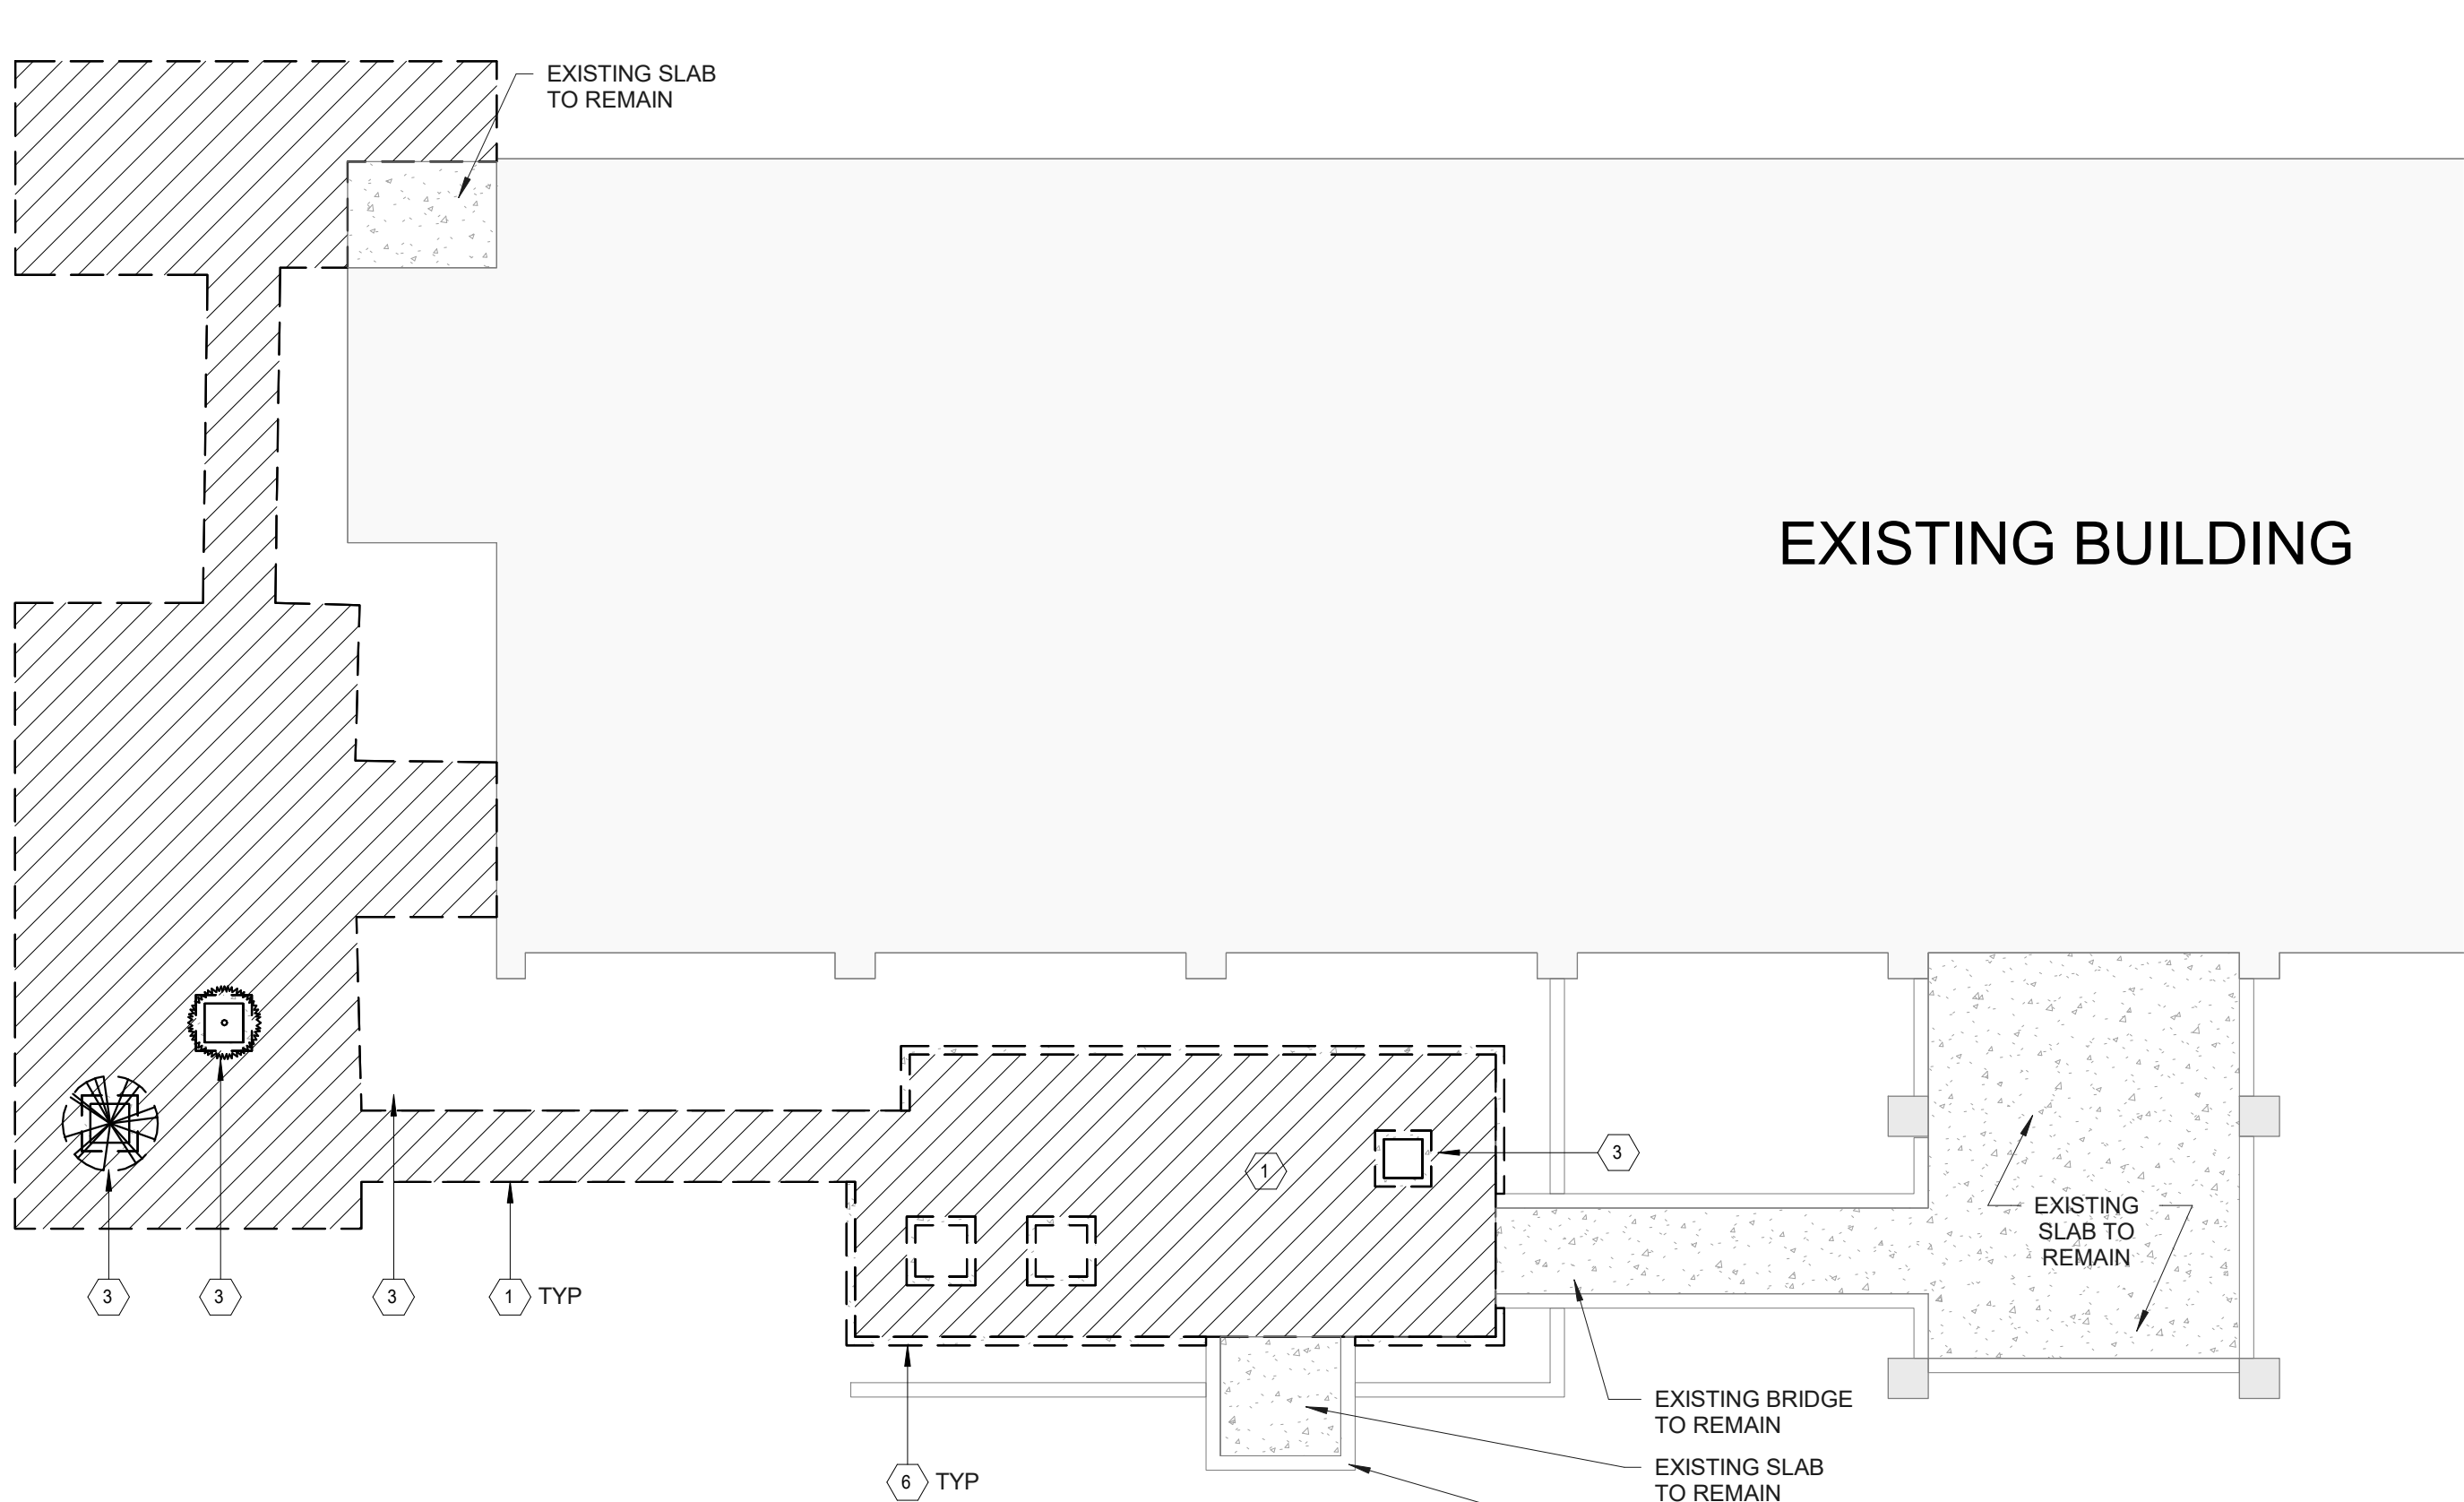 EXISTING SLAB
TO REMAIN
EXISTING BUILDING
3
1
EXISTING
SLAB TO
REMAIN
3
3
3
1 TYP
EXISTING BRIDGE
TO REMAIN
EXISTING SLAB
TO REMAIN
6 TYP